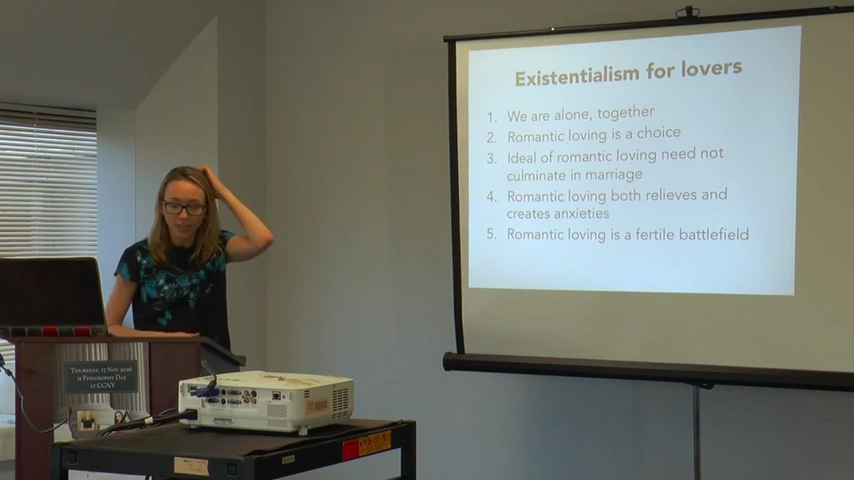 Existentialism for lovers
1. We are alone, together
2. Romantic loving is a choice
3. Ideal of romantic loving need not
culminate in marriage
4. Romantic loving both relieves and
creates anxieties
5. Romantic loving is a fertile battlefield
Thursday, 17 Nov 2016
is Philosophy Day
at CCNY